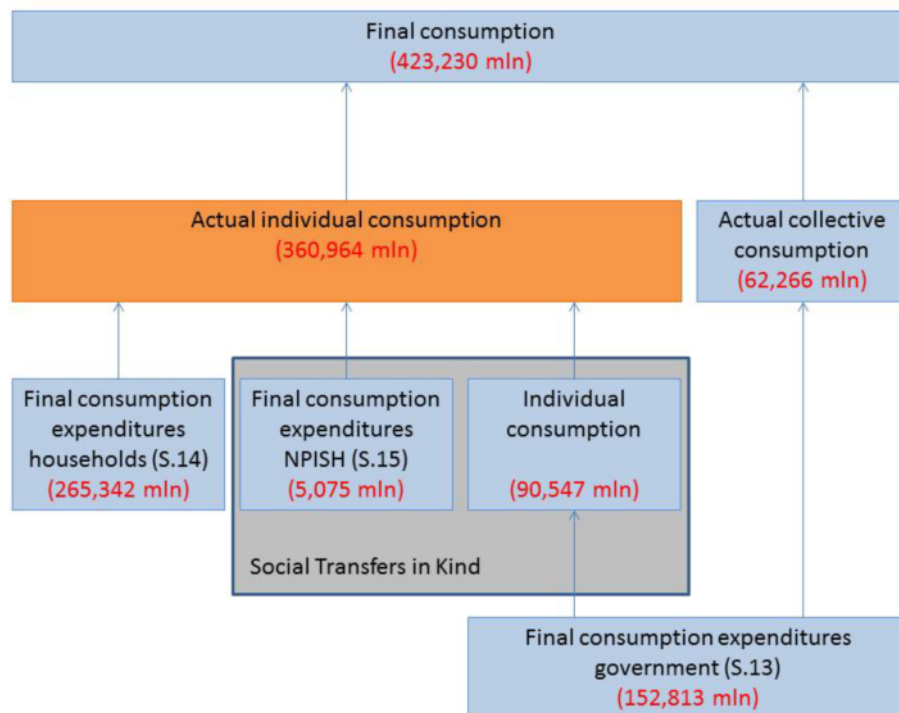 Final consumption
(423,230 mln)
Actual individual consumption
(360,964 mln)
Actual collective
consumption
(62,266 mln)
Final consumption
expenditures
households (S.14)
(265,342 mln)
Final consumption
expenditures
NPISH (S.15)
(5,075 mln)
Individual
consumption
(90,547 mln)
Social Transfers in Kind
Final consumption expenditures
government (S.13)
(152,813 mln)